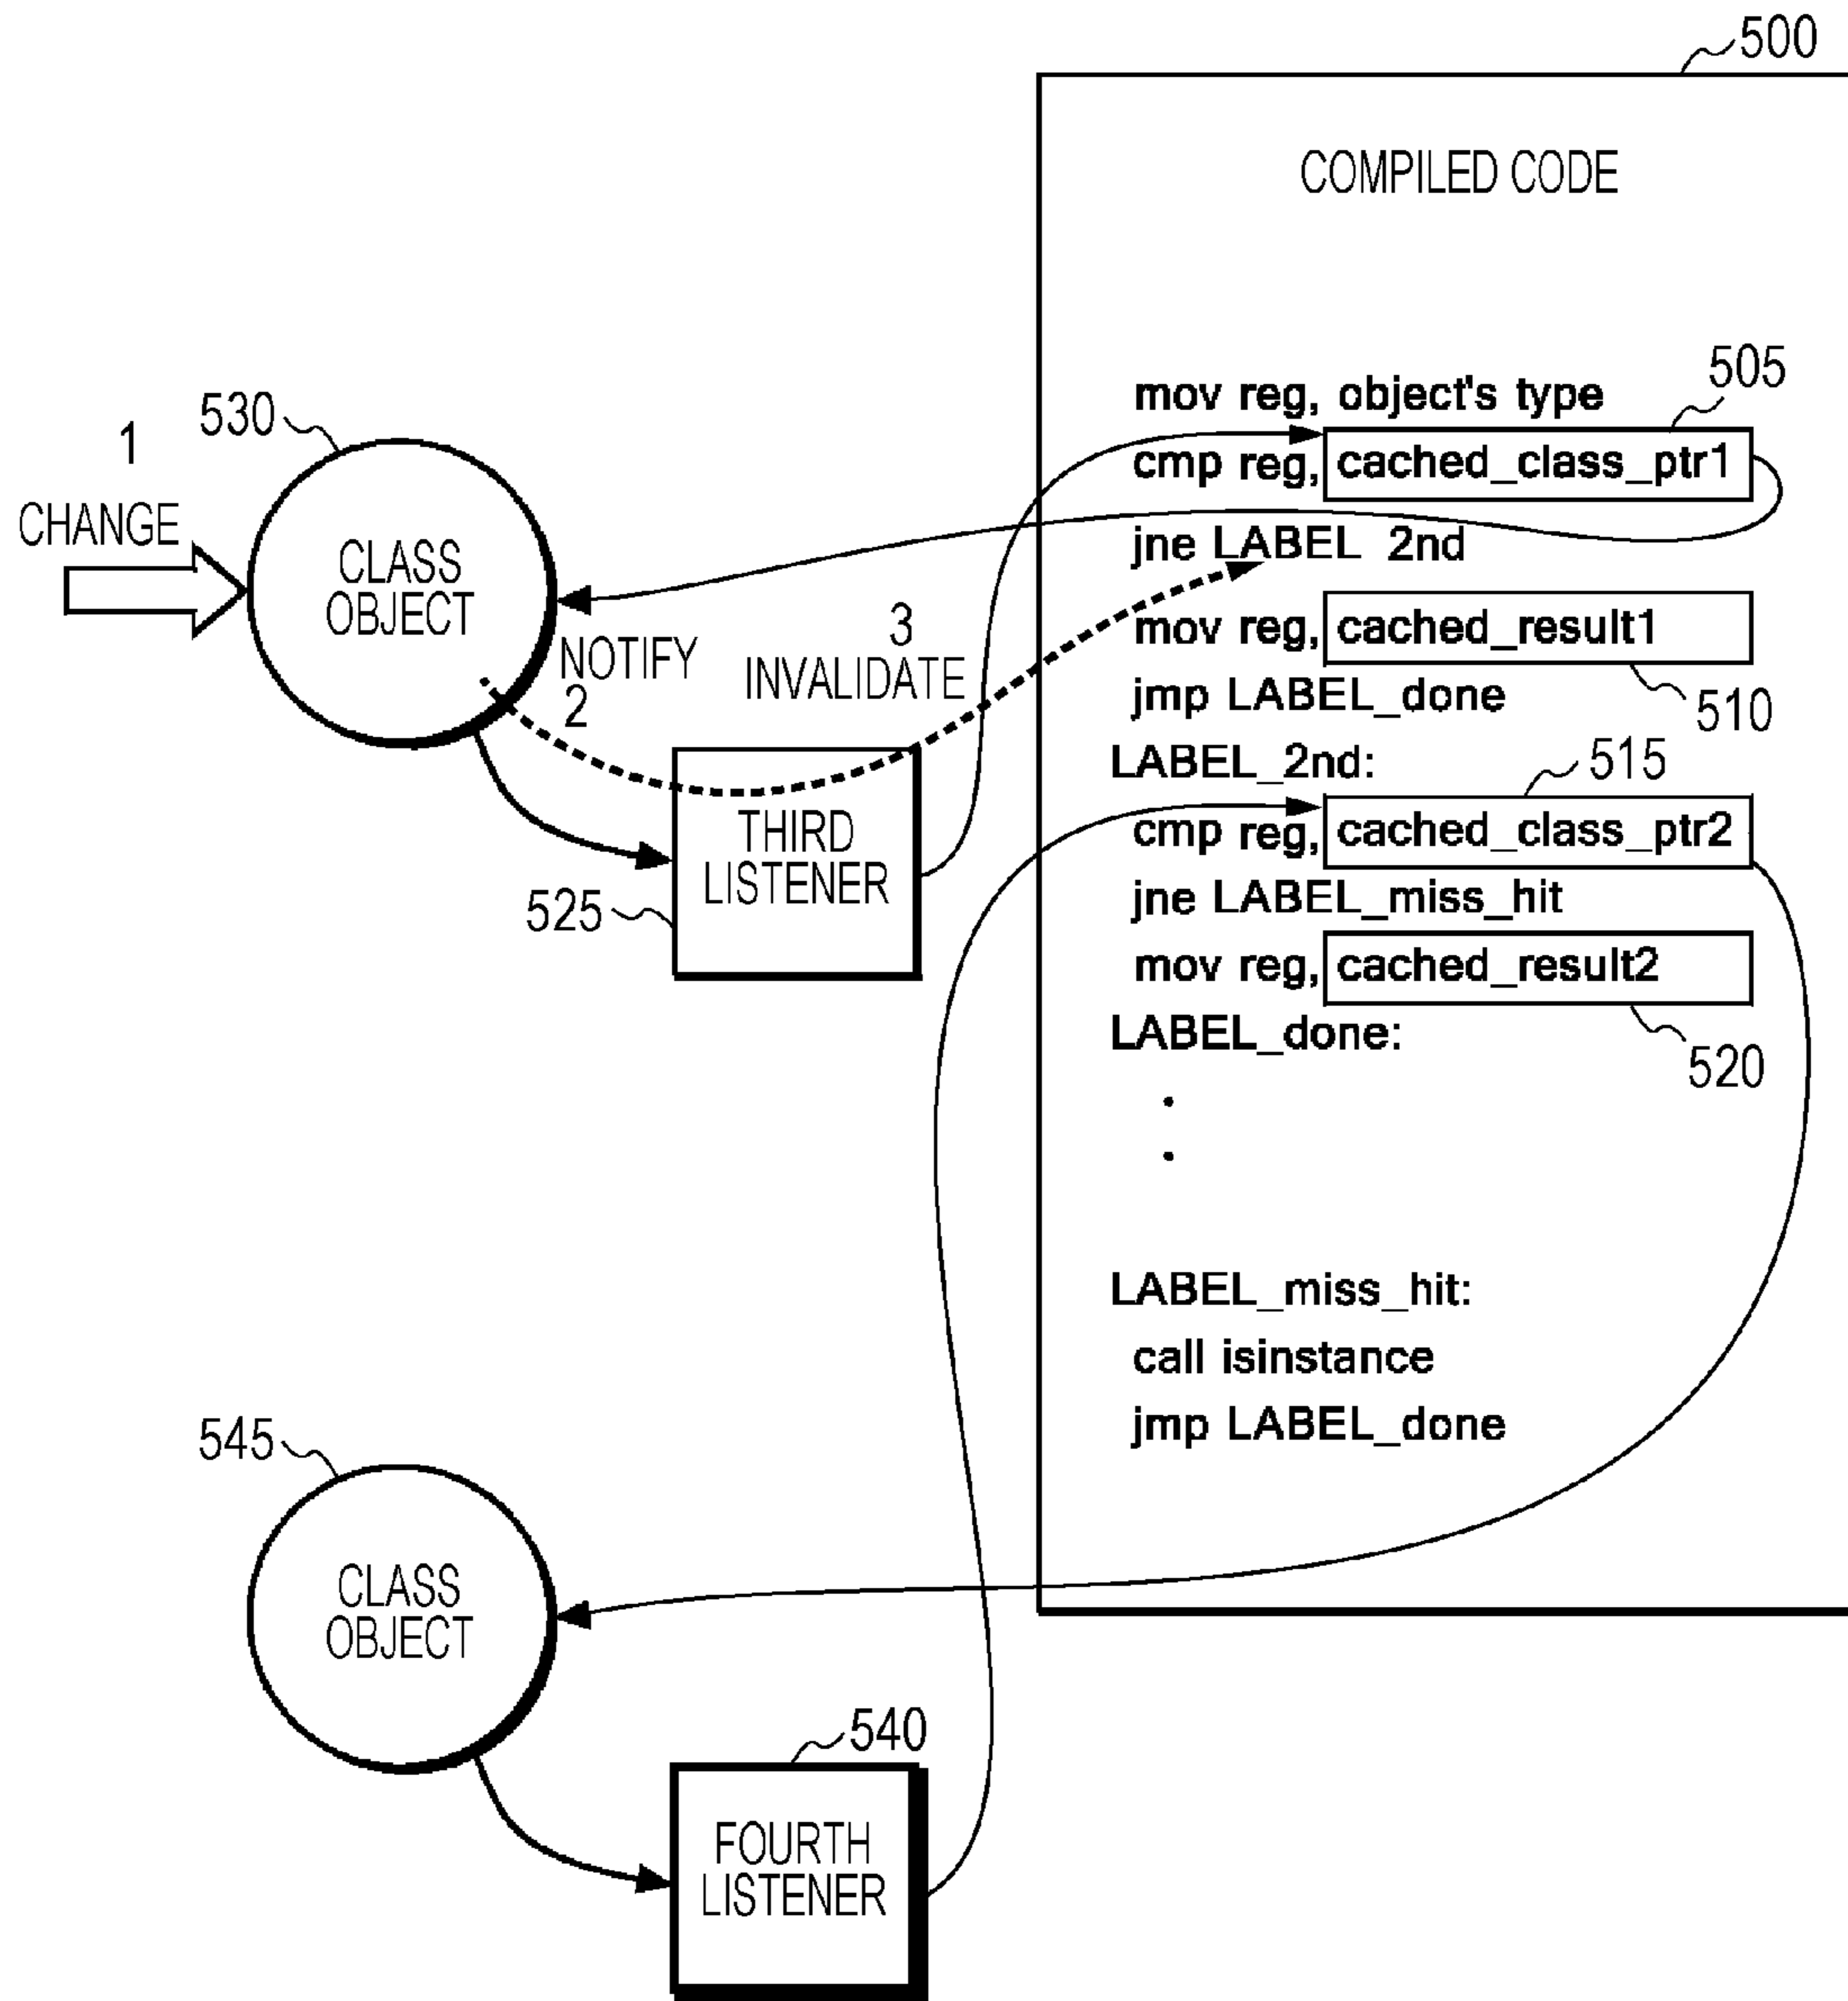 500
COMPILED CODE
mov reg, object's type
505
cmp reg, cached_class_ptr1
jne LABEL 2nd
mov reg, cached_result1
510
jmp LABEL_done
LABEL_2nd:
515
cmp reg, cached_class_ptr2
jne LABEL_miss_hit
mov reg, cached_result2
520
LABEL_done:
.
.
LABEL_miss_hit:
call isinstance
jmp LABEL_done
530
1
CHANGE
CLASS
OBJECT
NOTIFY
2
3
INVALIDATE
THIRD
LISTENER
525
545
CLASS
OBJECT
540
FOURTH
LISTENER